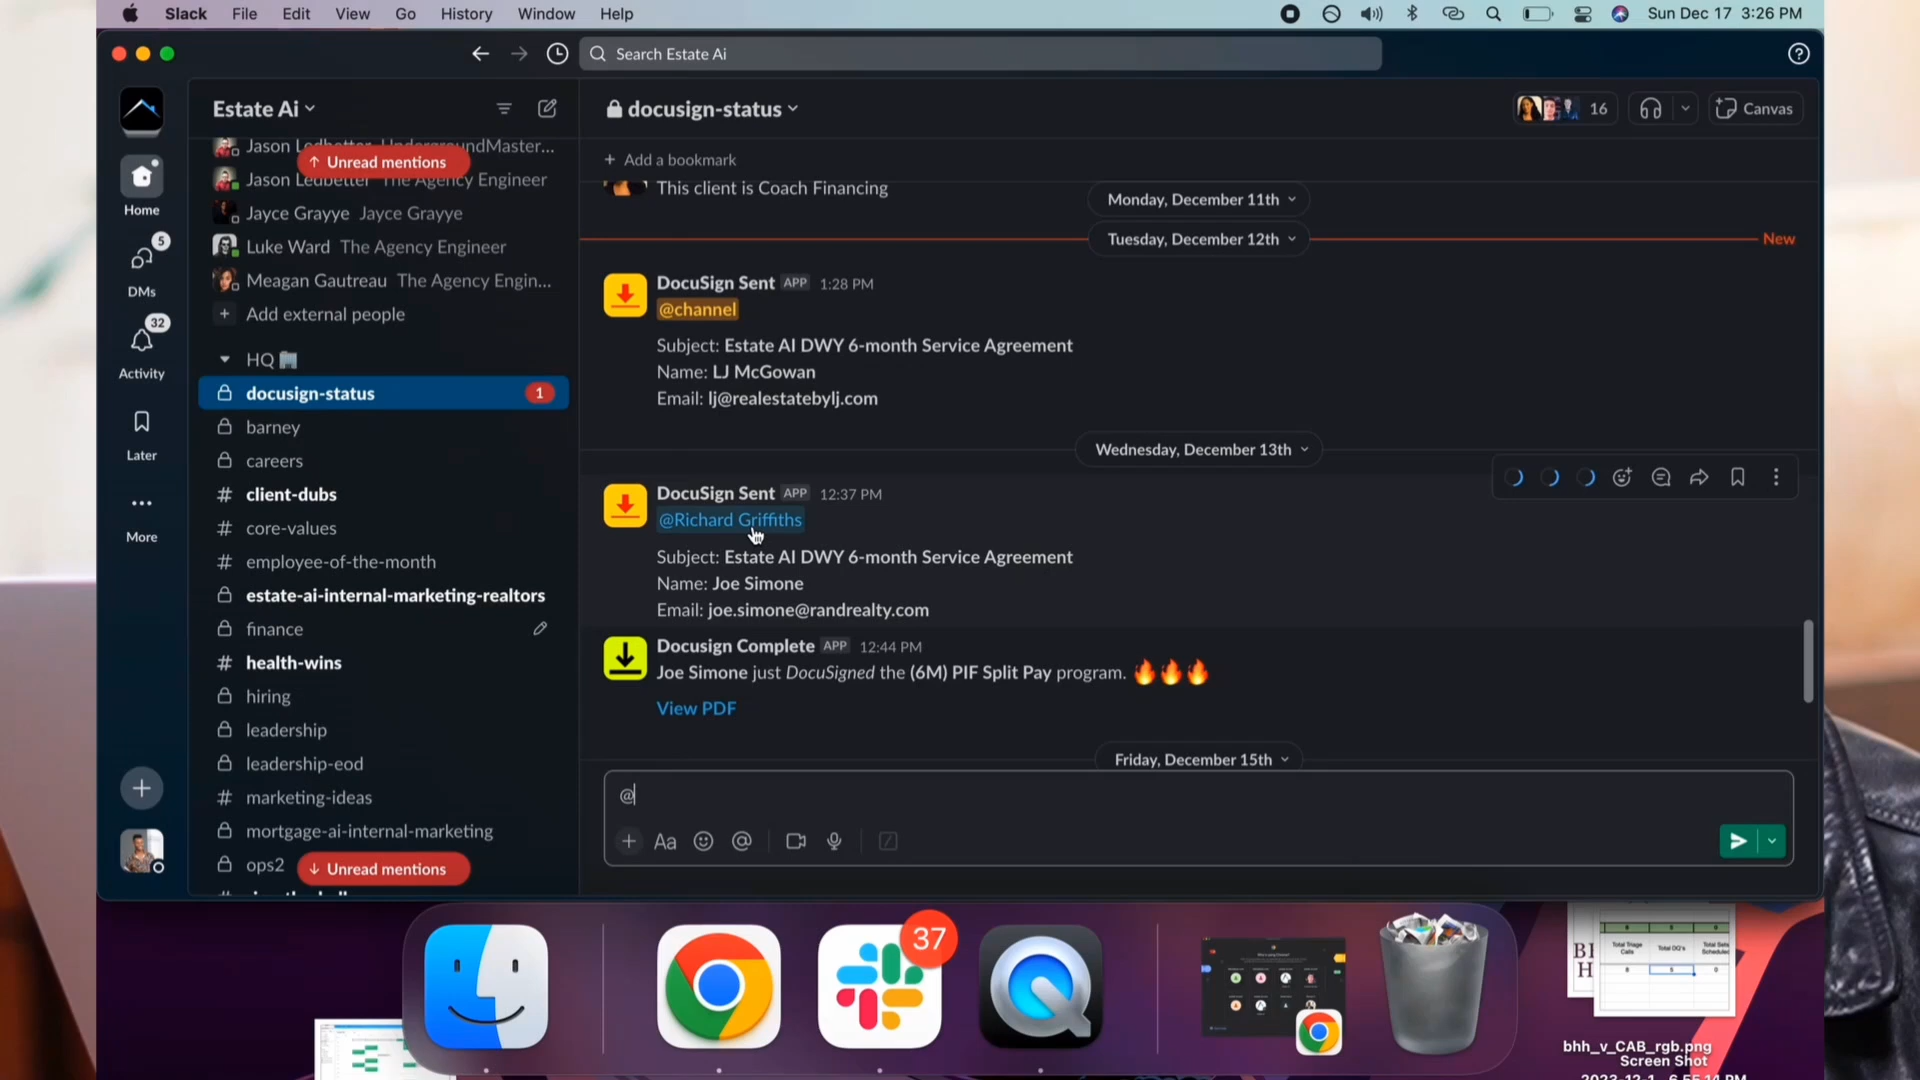 Slack File Edit View Go History Window Help
Sun Dec 17 3:26 PM
Search Estate Ai
Estate Ai
docusign-status
16
Canvas
Add a bookmark
Jason
Unread mentions
Jason Ledbetter The Agency Engineer
Jayce Grayye Jayce Grayye
Luke Ward The Agency Engineer
Meagan Gautreau The Agency Engin...
Add external people
HQ
docusign-status 1
barney
careers
client-dubs
core-values
employee-of-the-month
estate-ai-internal-marketing-realtors
finance
health-wins
hiring
leadership
leadership-eod
marketing-ideas
mortgage-ai-internal-marketing
ops2
Unread mentions
Home
5
DMs
32
Activity
Later
More
This client is Coach Financing
Monday, December 11th
Tuesday, December 12th
New
DocuSign Sent APP 1:28 PM
@channel
Subject: Estate AI DWY 6-month Service Agreement
Name: LJ McGowan
Email: lj@realestatebylj.com
Wednesday, December 13th
DocuSign Sent APP 12:37 PM
@Richard Griffiths
Subject: Estate AI DWY 6-month Service Agreement
Name: Joe Simone
Email: joe.simone@randrealty.com
Docusign Complete APP 12:44 PM
Joe Simone just DocuSigned the (6M) PIF Split Pay program. 🔥🔥🔥
View PDF
Friday, December 15th
@
Aa
37
Total Triage Calls
Total DQ's
8 5 0
bhh_v_CAB_rgb.png
Screen Shot